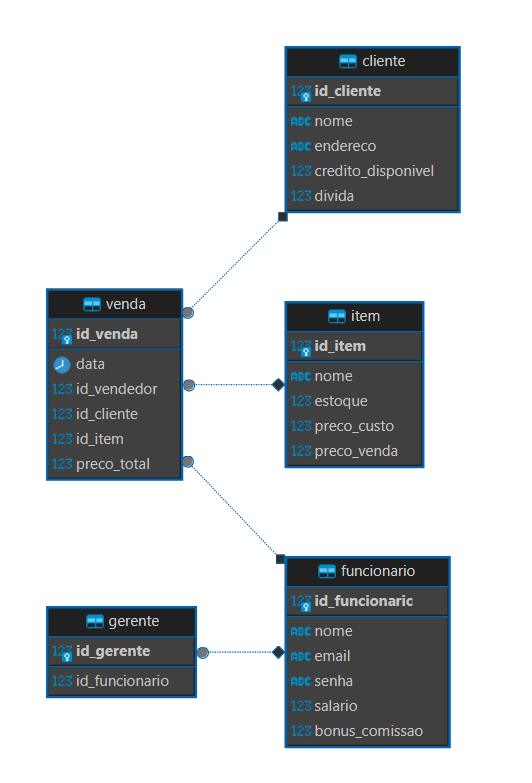 cliente
123 id_cliente
ABC nome
ABC endereco
123 credito_disponivel
123 divida
venda
123 id_venda
data
123 id_vendedor
123 id_cliente
123 id_item
123 preco_total
item
123 id_item
ABC nome
123 estoque
123 preco_custo
123 preco_venda
funcionario
123 id_funcionario
ABC nome
ABC email
ABC senha
123 salario
123 bonus_comissao
gerente
123 id_gerente
123 id_funcionario